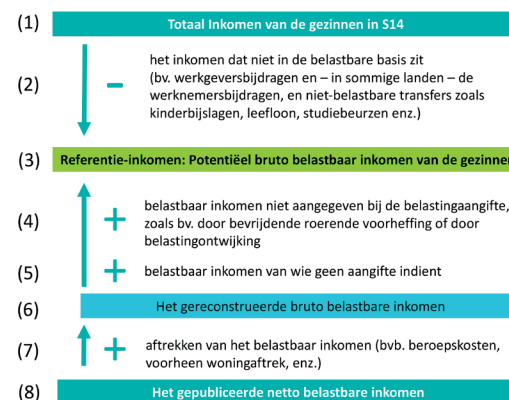 (1) Totaal Inkomen van de gezinnen in S14
(2) – het inkomen dat niet in de belastbare basis zit
(bv. werkgeversbijdragen en – in sommige landen – de
werknemersbijdragen, en niet-belastbare transfers zoals
kinderbijslagen, leefloon, studiebeurzen enz.)
(3) Referentie-inkomen: Potentiëel bruto belastbaar inkomen van de gezinnen
(4) + belastbaar inkomen niet aangegeven bij de belastingaangifte,
zoals bv. door bevrijdende roerende voorheffing of door
belastingontwijking
(5) + belastbaar inkomen van wie geen aangifte indient
(6) Het gereconstrueerde bruto belastbare inkomen
(7) + aftrekken van het belastbaar inkomen (bvb. beroepskosten,
voorheen woningaftrek, enz.)
(8) Het gepubliceerde netto belastbare inkomen